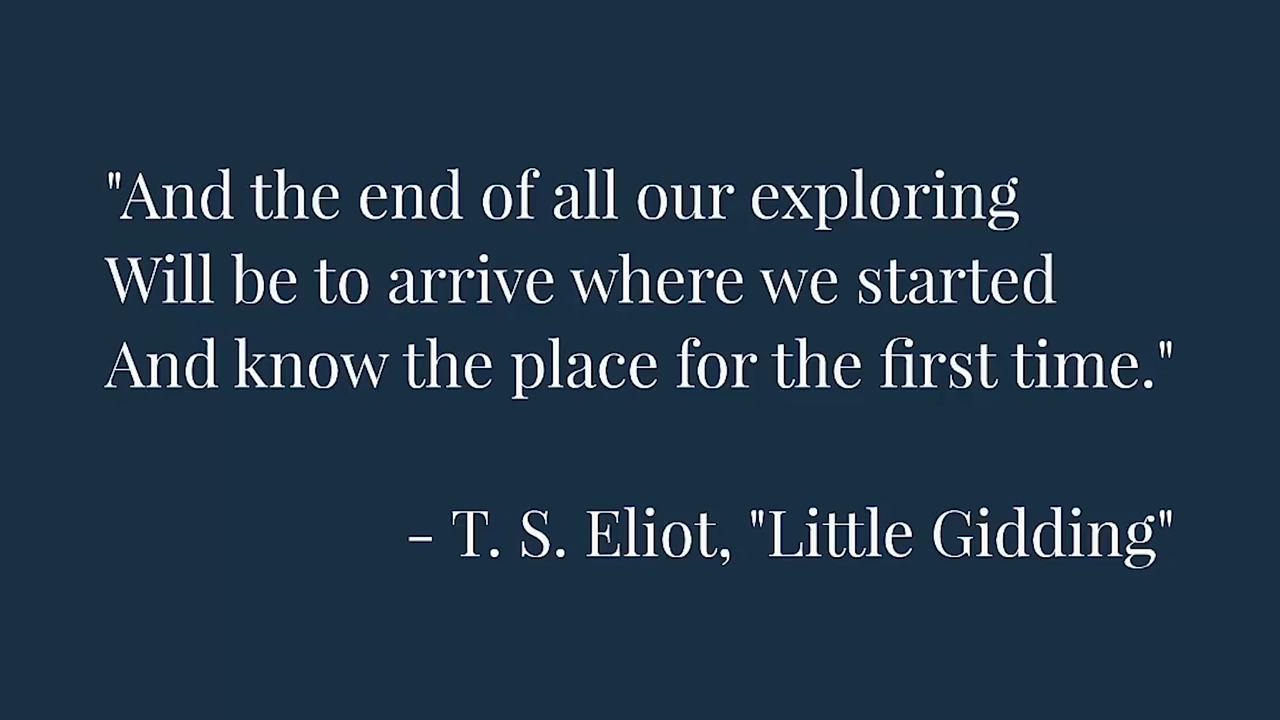 "And the end of all our exploring
Will be to arrive where we started
And know the place for the first time."
- T. S. Eliot, "Little Gidding"